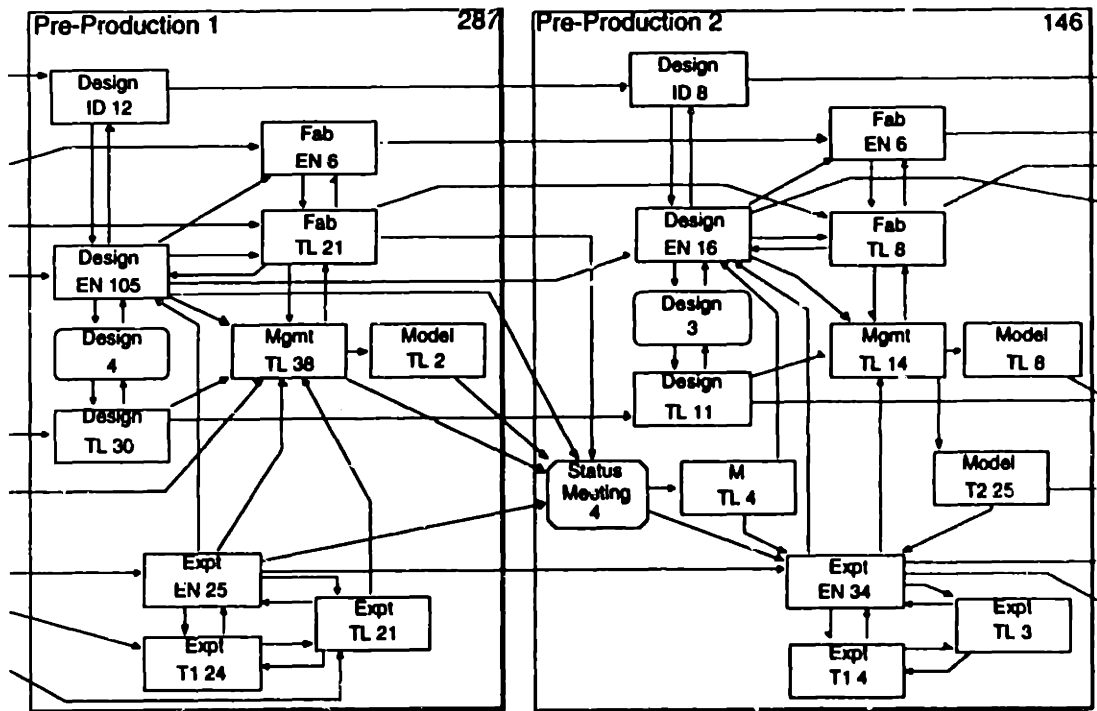 Pre-Production 1
287
Design
ID 12
Fab
EN 6
Fab
TL 21
Design
EN 105
Design
4
Mgmt
TL 38
Model
TL 2
Design
TL 30
Expt
EN 25
Expt
TL 21
Expt
T1 24
Status
Meeting
4
Pre-Production 2
146
Design
ID 8
Fab
EN 6
Design
EN 16
Fab
TL 8
Design
3
Mgmt
TL 14
Model
TL 8
Design
TL 11
M
TL 4
Model
T2 25
Expt
EN 34
Expt
TL 3
Expt
T1 4